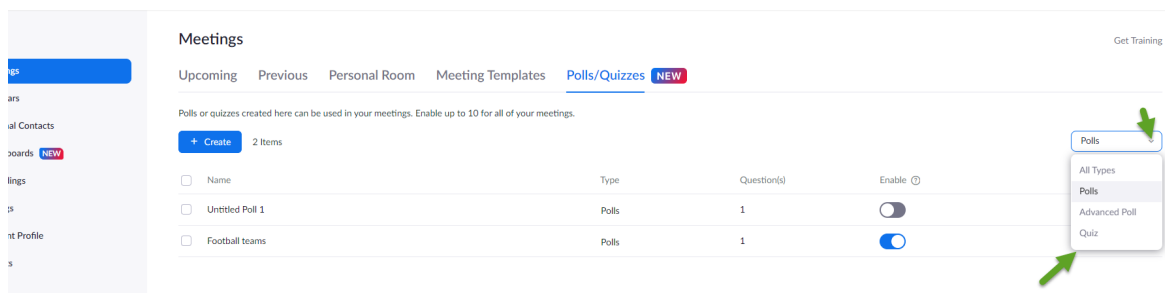 Meetings
Get Training
Upcoming Previous Personal Room Meeting Templates Polls/Quizzes NEW
Polls or quizzes created here can be used in your meetings. Enable up to 10 for all of your meetings.
+ Create 2 Items
Polls
Name Type Question(s) Enable
Untitled Poll 1 Polls 1
Football teams Polls 1
All Types
Polls
Advanced Poll
Quiz
ngs
ars
nal Contacts
boards NEW
dings
gs
nt Profile
ts